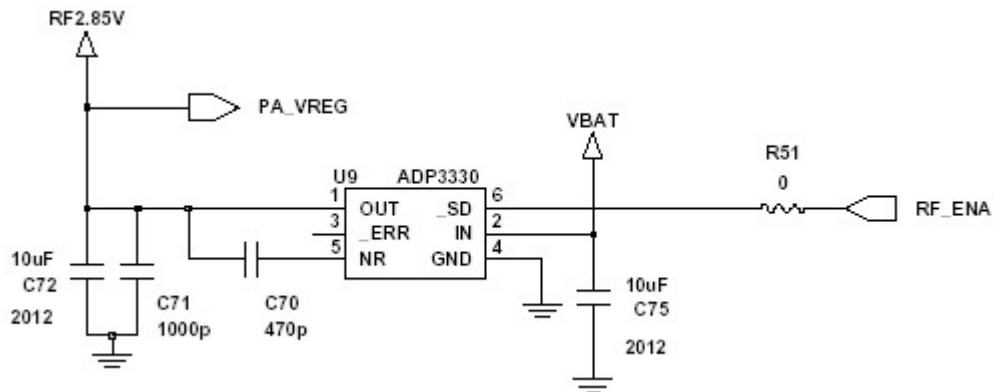 RF2.85V
PA_VREG
VBAT
R51
0
RF_ENA
U9 ADP3330
1 OUT _SD 6
3 _ERR IN 2
5 NR GND 4
10uF
C72
2012
C71
1000p
C70
470p
10uF
C75
2012